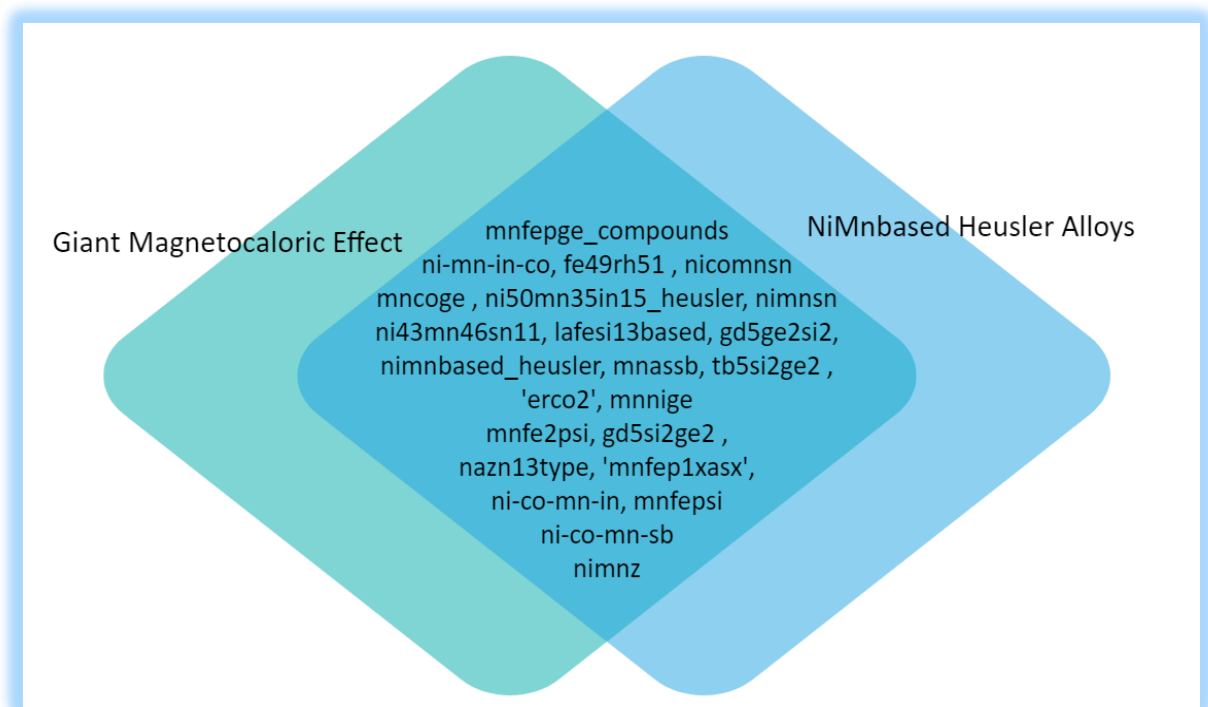 Giant Magnetocaloric Effect
NiMnbased Heusler Alloys
mnfepge_compounds
ni-mn-in-co, fe49rh51 , nicomnsn
mncoge , ni50mn35in15_heusler, nimnsn
ni43mn46sn11, lafesi13based, gd5ge2si2,
nimnbased_heusler, mnassb, tb5si2ge2 ,
'erco2', mnnige
mnfe2psi, gd5si2ge2 ,
nazn13type, 'mnfep1xasx',
ni-co-mn-in, mnfepsi
ni-co-mn-sb
nimnz